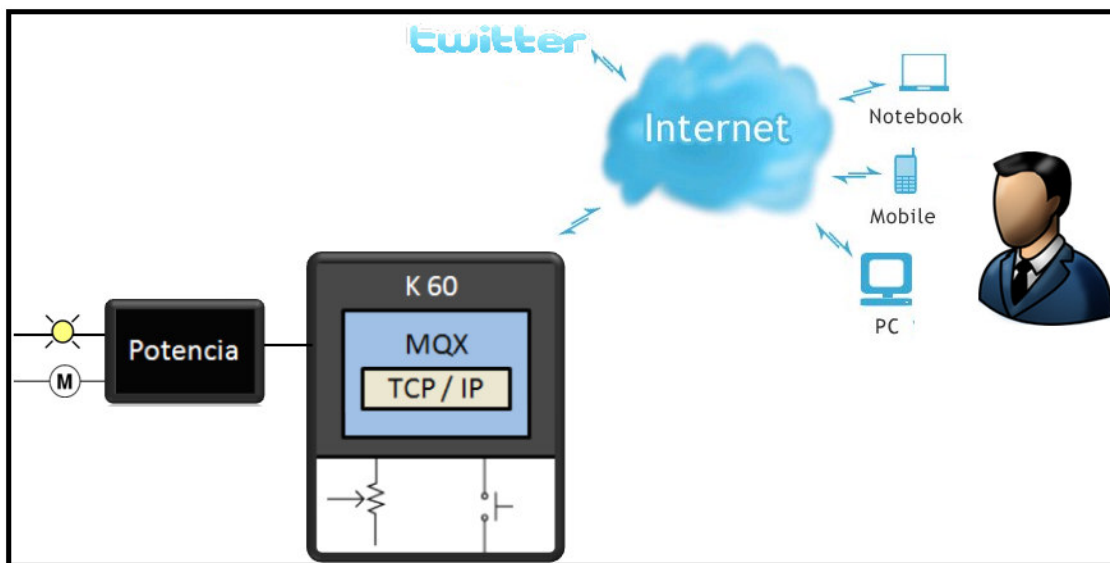 twitter
Internet
Notebook
Mobile
PC
K 60
MQX
TCP / IP
Potencia
M